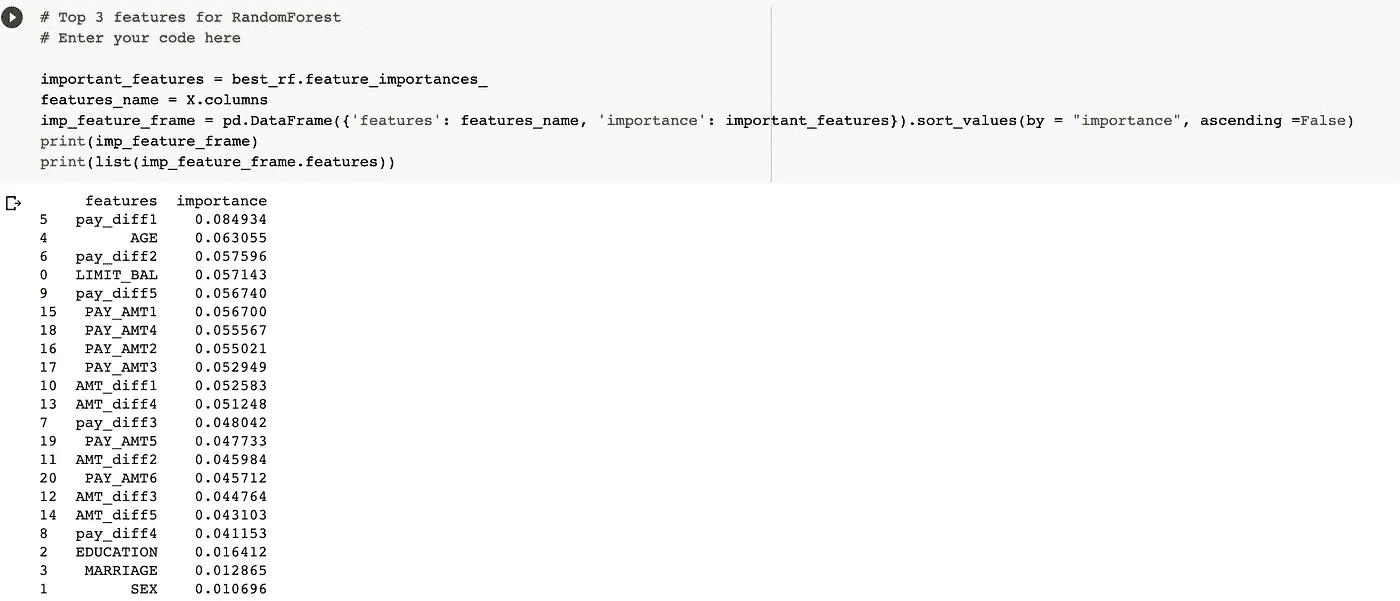 # Top 3 features for RandomForest
# Enter your code here
important_features = best_rf.feature_importances_
features_name = X.columns
imp_feature_frame = pd.DataFrame({'features': features_name, 'importance': important_features}).sort_values(by = "importance", ascending =False)
print(imp_feature_frame)
print(list(imp_feature_frame.features))
features importance
5 pay_diff1 0.084934
4 AGE 0.063055
6 pay_diff2 0.057596
0 LIMIT_BAL 0.057143
9 pay_diff5 0.056740
15 PAY_AMT1 0.056700
18 PAY_AMT4 0.055567
16 PAY_AMT2 0.055021
17 PAY_AMT3 0.052949
10 AMT_diff1 0.052583
13 AMT_diff4 0.051248
7 pay_diff3 0.048042
19 PAY_AMT5 0.047733
11 AMT_diff2 0.045984
20 PAY_AMT6 0.045712
12 AMT_diff3 0.044764
14 AMT_diff5 0.043103
8 pay_diff4 0.041153
2 EDUCATION 0.016412
3 MARRIAGE 0.012865
1 SEX 0.010696